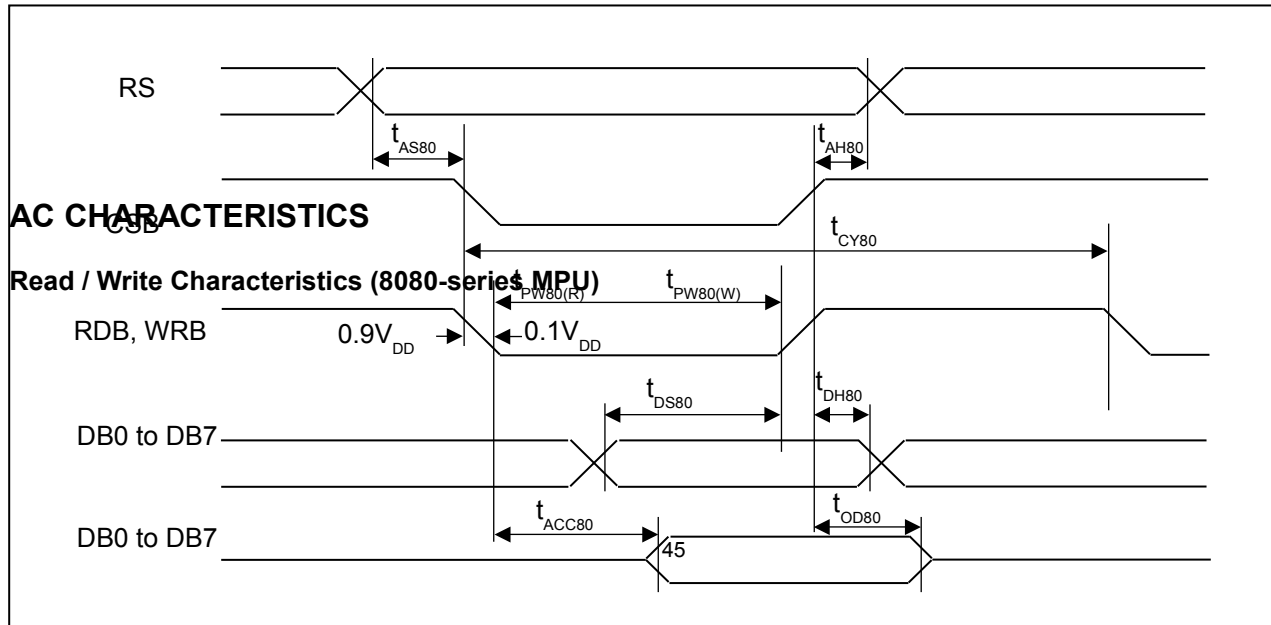 RS
tAS80
tAH80
AC CHARACTERISTICS
CSB
tCY80
Read / Write Characteristics (8080-series MPU)
tPW80(R)
tPW80(W)
RDB, WRB
0.9VDD
0.1VDD
tDS80
tDH80
DB0 to DB7
tACC80
tOD80
DB0 to DB7
45